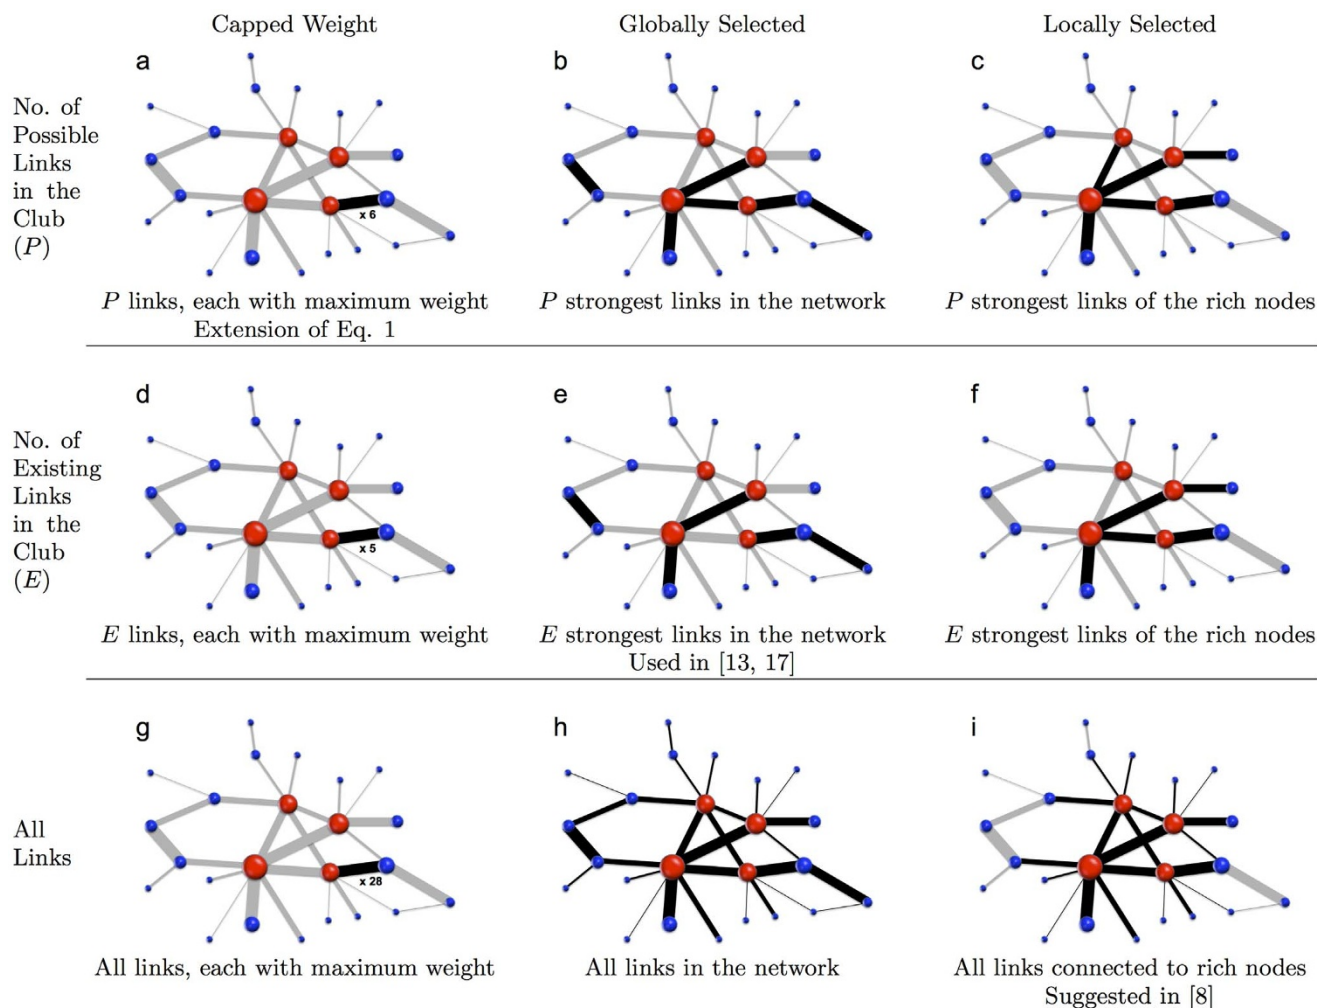 Capped Weight
Globally Selected
Locally Selected
No. of
Possible
Links
in the
Club
(P)
a
x 6
b
c
P links, each with maximum weight
Extension of Eq. 1
P strongest links in the network
P strongest links of the rich nodes
No. of
Existing
Links
in the
Club
(E)
d
x 5
e
f
E links, each with maximum weight
E strongest links in the network
Used in [13, 17]
E strongest links of the rich nodes
All
Links
g
x 28
h
i
All links, each with maximum weight
All links in the network
All links connected to rich nodes
Suggested in [8]